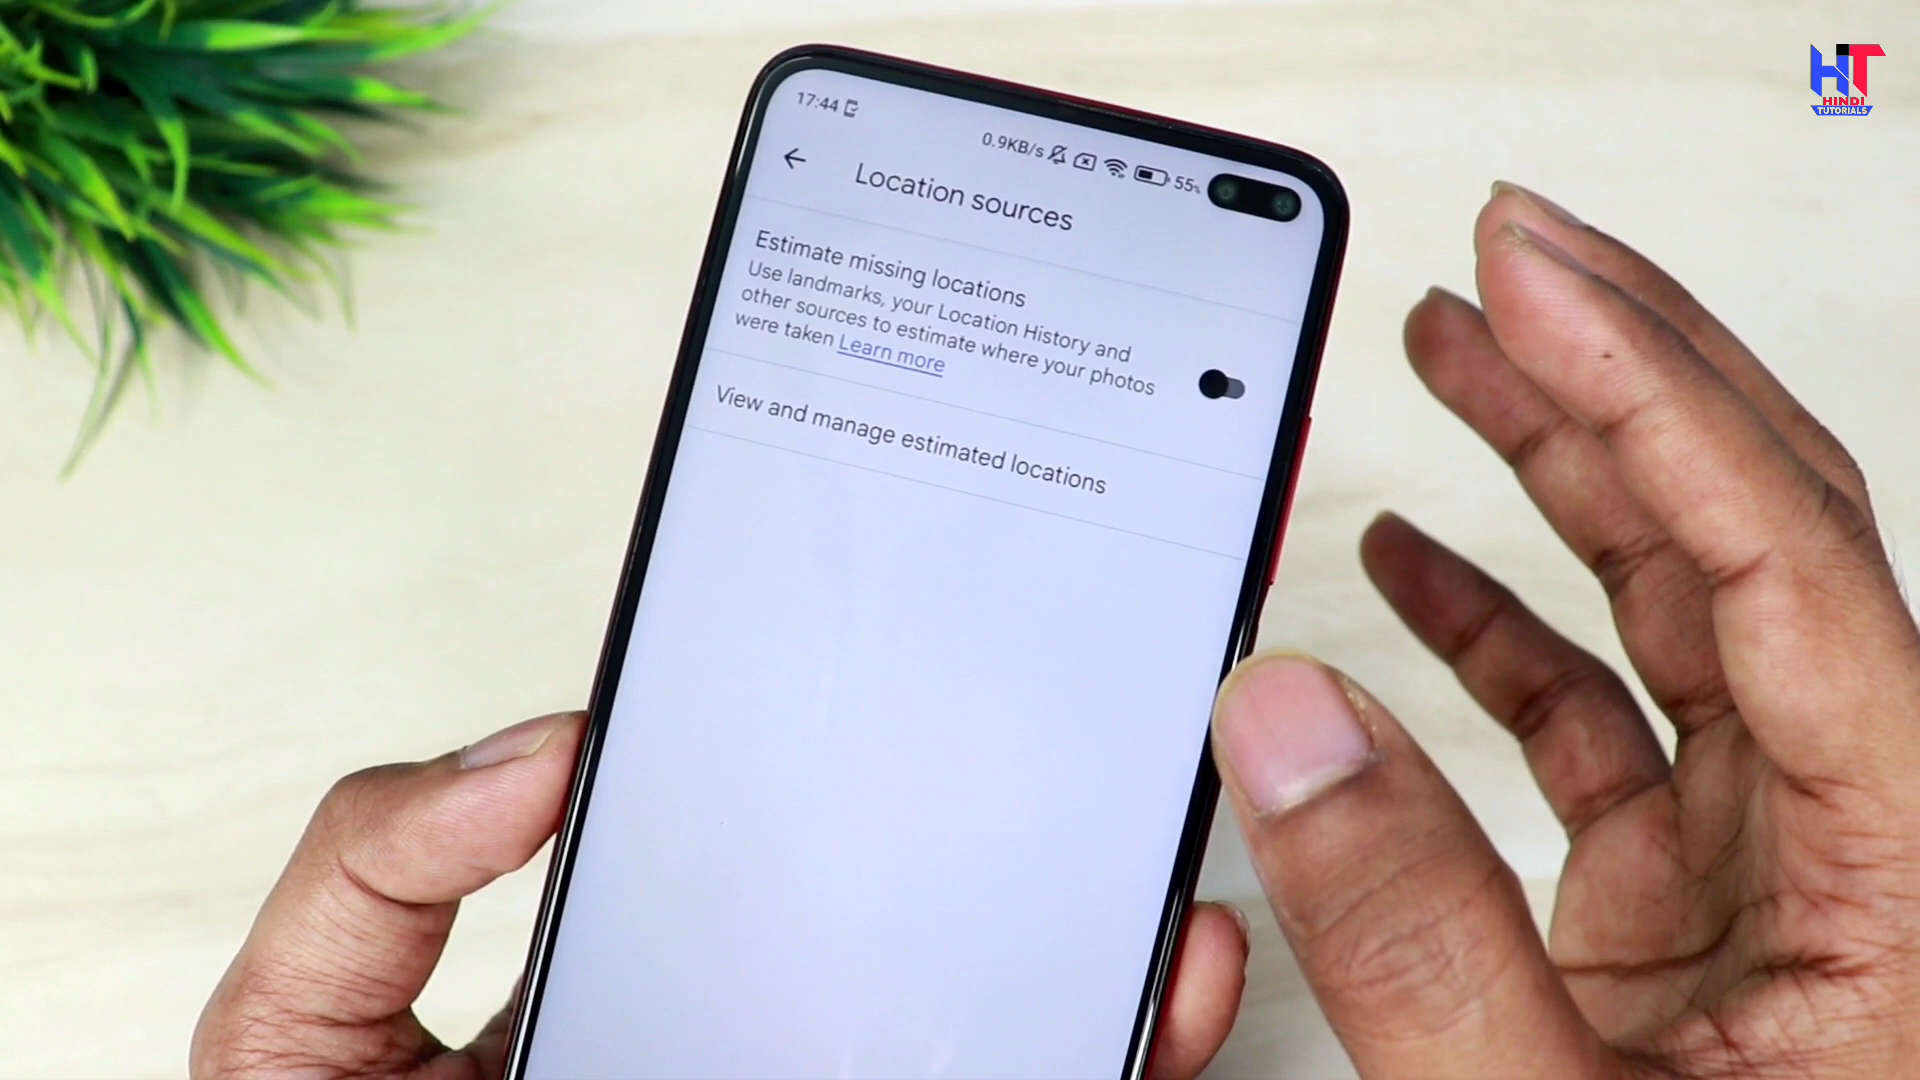 17:44
0.9KB/s 55%
Location sources
Estimate missing locations
Use landmarks, your Location History and
other sources to estimate where your photos
were taken Learn more
View and manage estimated locations
HT
HINDI
TUTORIALS